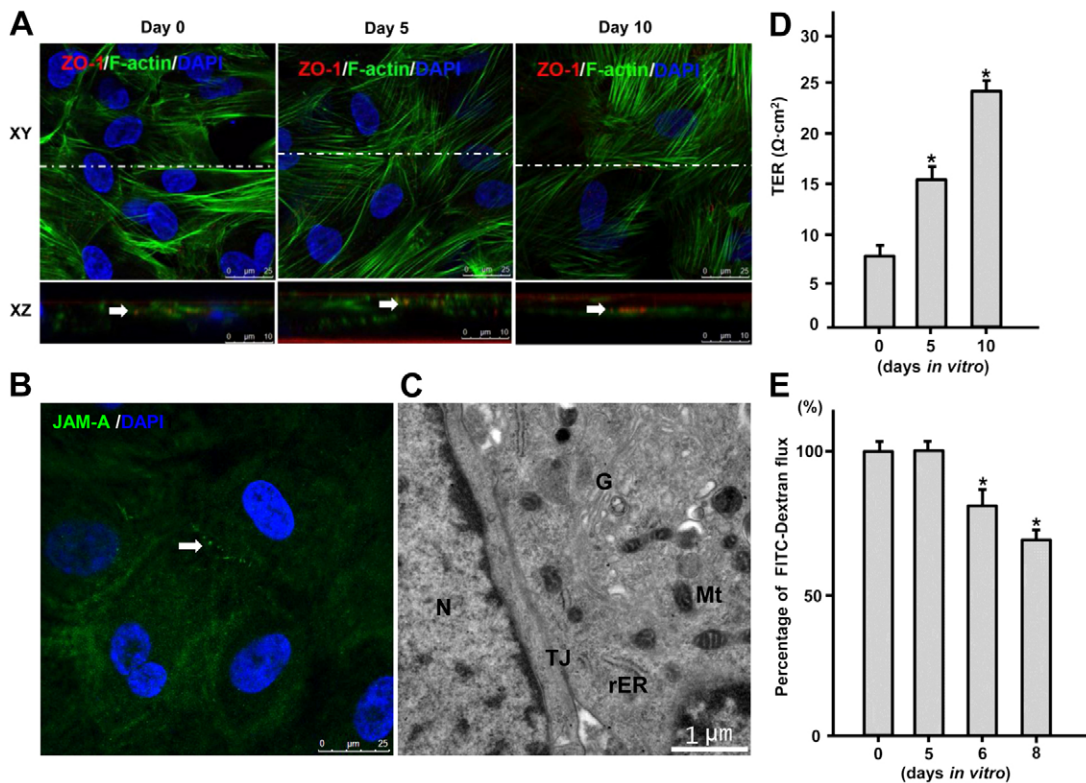 A
Day 0
Day 5
Day 10
XY
ZO-1/F-actin/DAPI
ZO-1/F-actin/DAPI
ZO-1/F-actin/DAPI
0 µm 25
0 µm 25
0 µm 25
XZ
0 µm 10
0 µm 10
0 µm 10
B
JAM-A /DAPI
0 µm 25
C
G
N
Mt
TJ
rER
1 µm
D
TER (Ω·cm²)
30
25
20
15
10
5
0
*
*
0 5 10
(days in vitro)
E
(%)
Percentage of FITC-Dextran flux
100
50
0
*
*
0 5 6 8
(days in vitro)